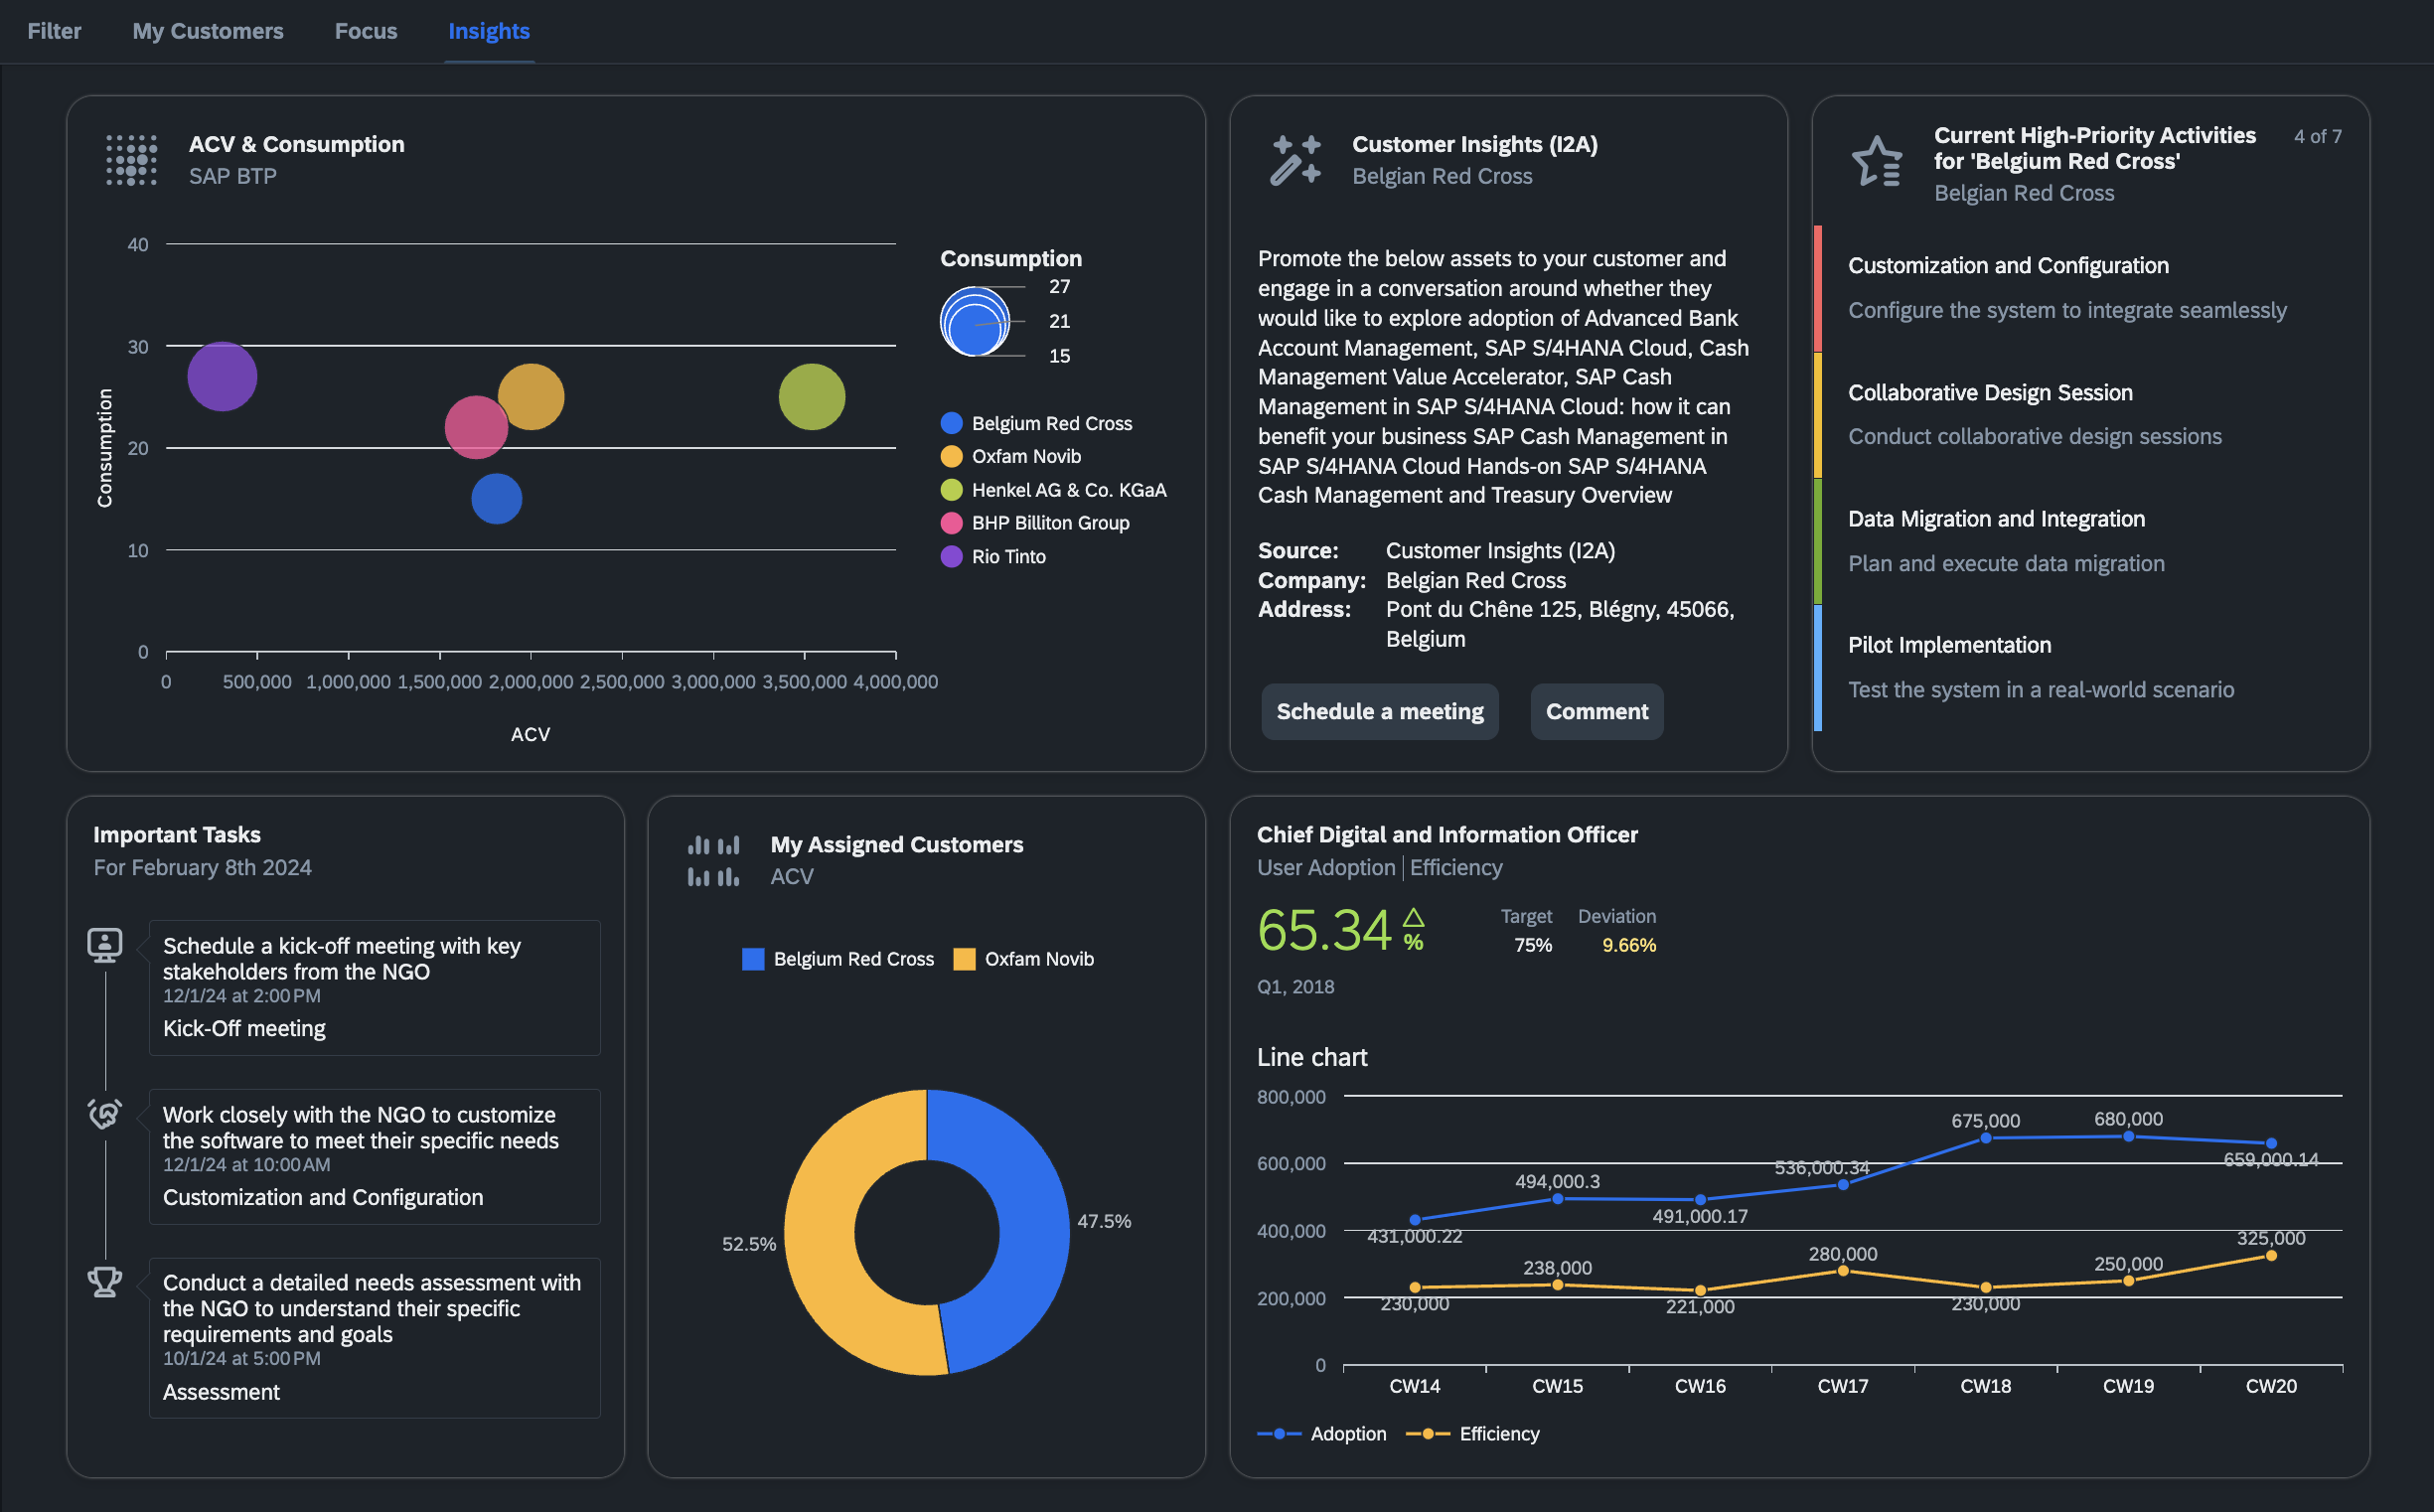 Filter
My Customers
Focus
Insights
ACV & Consumption
SAP BTP
40
30
20
10
0
Consumption
0
500,000
1,000,000
1,500,000
2,000,000
2,500,000
3,000,000
3,500,000
4,000,000
ACV
Consumption
27
21
15
Belgium Red Cross
Oxfam Novib
Henkel AG & Co. KGaA
BHP Billiton Group
Rio Tinto
Customer Insights (I2A)
Belgian Red Cross
Promote the below assets to your customer and
engage in a conversation around whether they
would like to explore adoption of Advanced Bank
Account Management, SAP S/4HANA Cloud, Cash
Management Value Accelerator, SAP Cash
Management in SAP S/4HANA Cloud: how it can
benefit your business SAP Cash Management in
SAP S/4HANA Cloud Hands-on SAP S/4HANA
Cash Management and Treasury Overview
Source: Customer Insights (I2A)
Company: Belgian Red Cross
Address: Pont du Chêne 125, Blégny, 45066,
Belgium
Schedule a meeting
Comment
Current High-Priority Activities
for 'Belgium Red Cross'
4 of 7
Belgian Red Cross
Customization and Configuration
Configure the system to integrate seamlessly
Collaborative Design Session
Conduct collaborative design sessions
Data Migration and Integration
Plan and execute data migration
Pilot Implementation
Test the system in a real-world scenario
Important Tasks
For February 8th 2024
Schedule a kick-off meeting with key
stakeholders from the NGO
12/1/24 at 2:00 PM
Kick-Off meeting
Work closely with the NGO to customize
the software to meet their specific needs
12/1/24 at 10:00 AM
Customization and Configuration
Conduct a detailed needs assessment with
the NGO to understand their specific
requirements and goals
10/1/24 at 5:00 PM
Assessment
My Assigned Customers
ACV
Belgium Red Cross
Oxfam Novib
52.5%
47.5%
Chief Digital and Information Officer
User Adoption | Efficiency
65.34 %
Target
75%
Deviation
9.66%
Q1, 2018
Line chart
800,000
600,000
400,000
200,000
0
431,000.22
494,000.3
491,000.17
536,000.34
675,000
680,000
659,000.14
230,000
238,000
221,000
280,000
230,000
250,000
325,000
CW14
CW15
CW16
CW17
CW18
CW19
CW20
Adoption
Efficiency